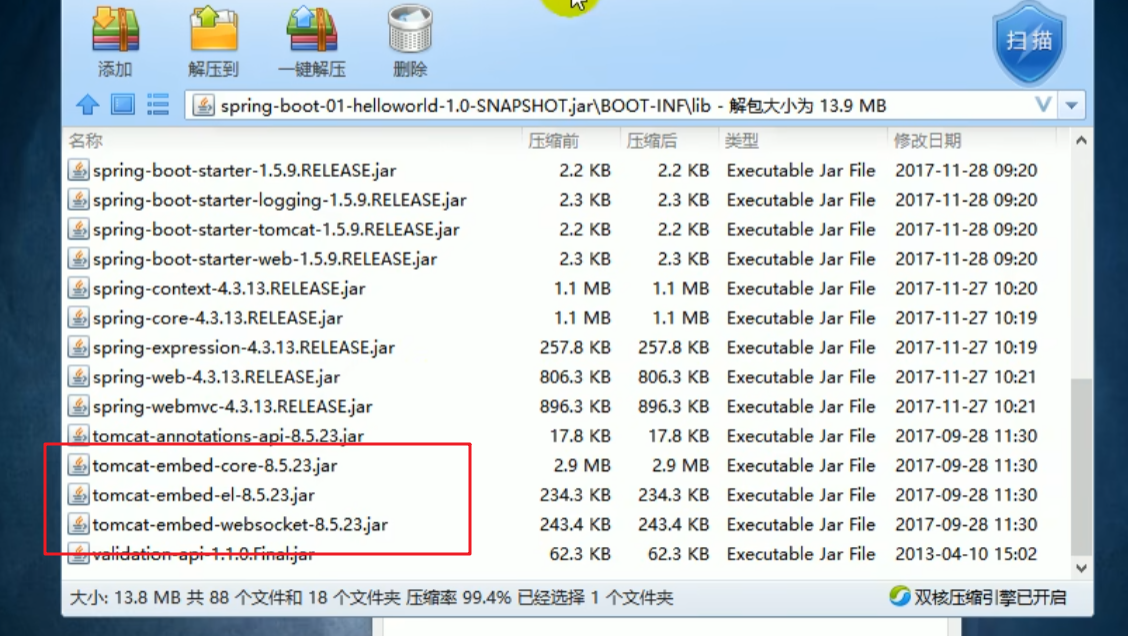 添加 解压到 一键解压 删除 扫描
spring-boot-01-helloworld-1.0-SNAPSHOT.jar\BOOT-INF\lib - 解包大小为 13.9 MB
名称 压缩前 压缩后 类型 修改日期
spring-boot-starter-1.5.9.RELEASE.jar 2.2 KB 2.2 KB Executable Jar File 2017-11-28 09:20
spring-boot-starter-logging-1.5.9.RELEASE.jar 2.3 KB 2.3 KB Executable Jar File 2017-11-28 09:20
spring-boot-starter-tomcat-1.5.9.RELEASE.jar 2.2 KB 2.2 KB Executable Jar File 2017-11-28 09:20
spring-boot-starter-web-1.5.9.RELEASE.jar 2.3 KB 2.3 KB Executable Jar File 2017-11-28 09:20
spring-context-4.3.13.RELEASE.jar 1.1 MB 1.1 MB Executable Jar File 2017-11-27 10:20
spring-core-4.3.13.RELEASE.jar 1.1 MB 1.1 MB Executable Jar File 2017-11-27 10:19
spring-expression-4.3.13.RELEASE.jar 257.8 KB 257.8 KB Executable Jar File 2017-11-27 10:19
spring-web-4.3.13.RELEASE.jar 806.3 KB 806.3 KB Executable Jar File 2017-11-27 10:21
spring-webmvc-4.3.13.RELEASE.jar 896.3 KB 896.3 KB Executable Jar File 2017-11-27 10:21
tomcat-annotations-api-8.5.23.jar 17.8 KB 17.8 KB Executable Jar File 2017-09-28 11:30
tomcat-embed-core-8.5.23.jar 2.9 MB 2.9 MB Executable Jar File 2017-09-28 11:30
tomcat-embed-el-8.5.23.jar 234.3 KB 234.3 KB Executable Jar File 2017-09-28 11:30
tomcat-embed-websocket-8.5.23.jar 243.4 KB 243.4 KB Executable Jar File 2017-09-28 11:30
validation-api-1.1.0.Final.jar 62.3 KB 62.3 KB Executable Jar File 2013-04-10 15:02
大小: 13.8 MB 共 88 个文件和 18 个文件夹 压缩率 99.4% 已经选择 1 个文件夹 双核压缩引擎已开启